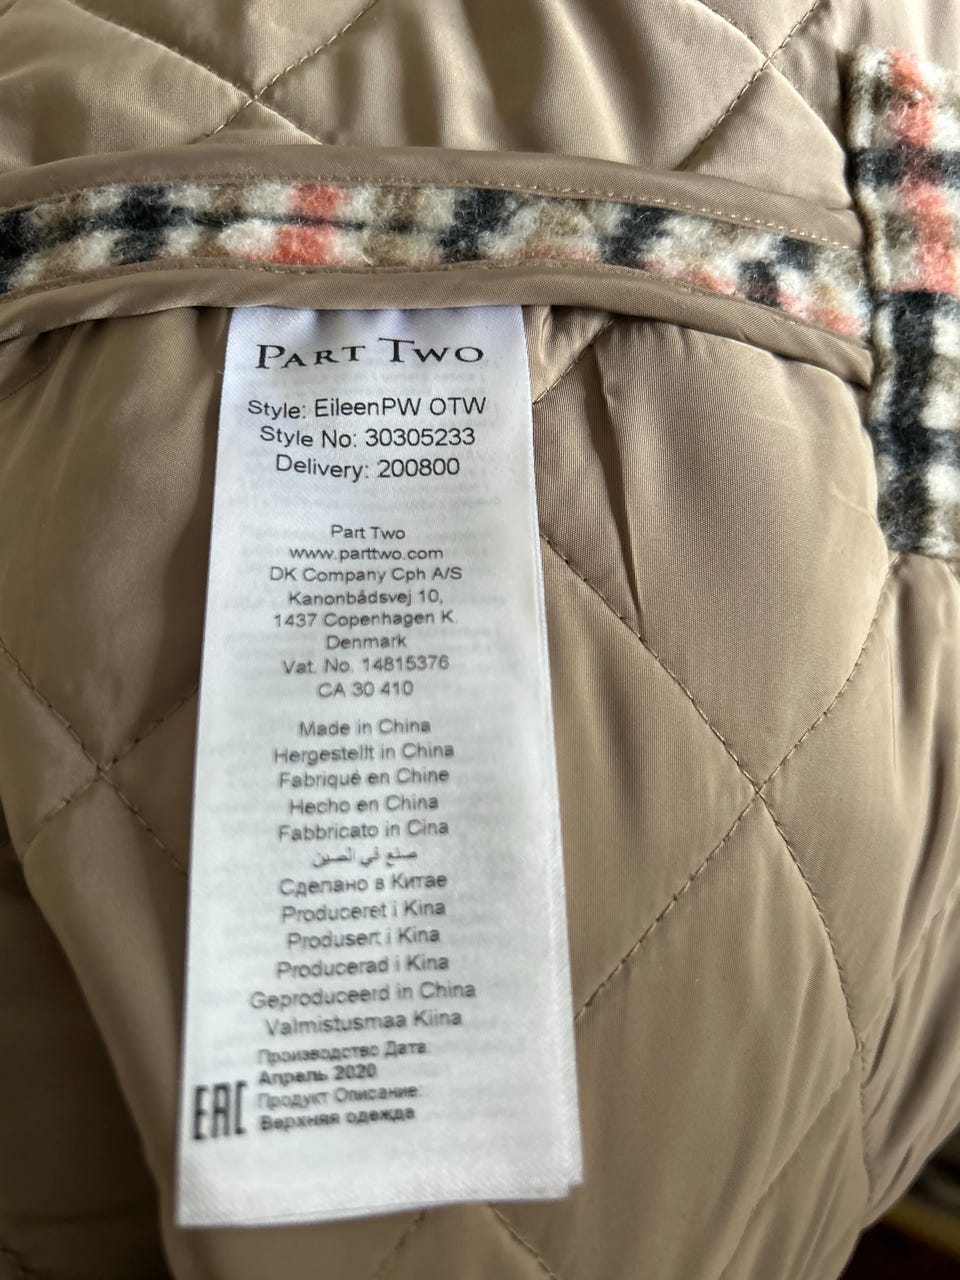 PART TWO
Style: EileenPW OTW
Style No: 30305233
Delivery: 200800
Part Two
www.parttwo.com
DK Company Cph A/S
Kanonbådsvej 10,
1437 Copenhagen K.
Denmark
Vat. No. 14815376
CA 30 410
Made in China
Hergestellt in China
Fabriqué en Chine
Hecho en China
Fabbricato in Cina
صنع في الصين
Сделано в Китае
Produceret i Kina
Produsert i Kina
Producerad i Kina
Geproduceerd in China
Valmistusmaa Kiina
Производство Дата:
Апрель 2020
Продукт Описание:
Верхняя одежда
EAC